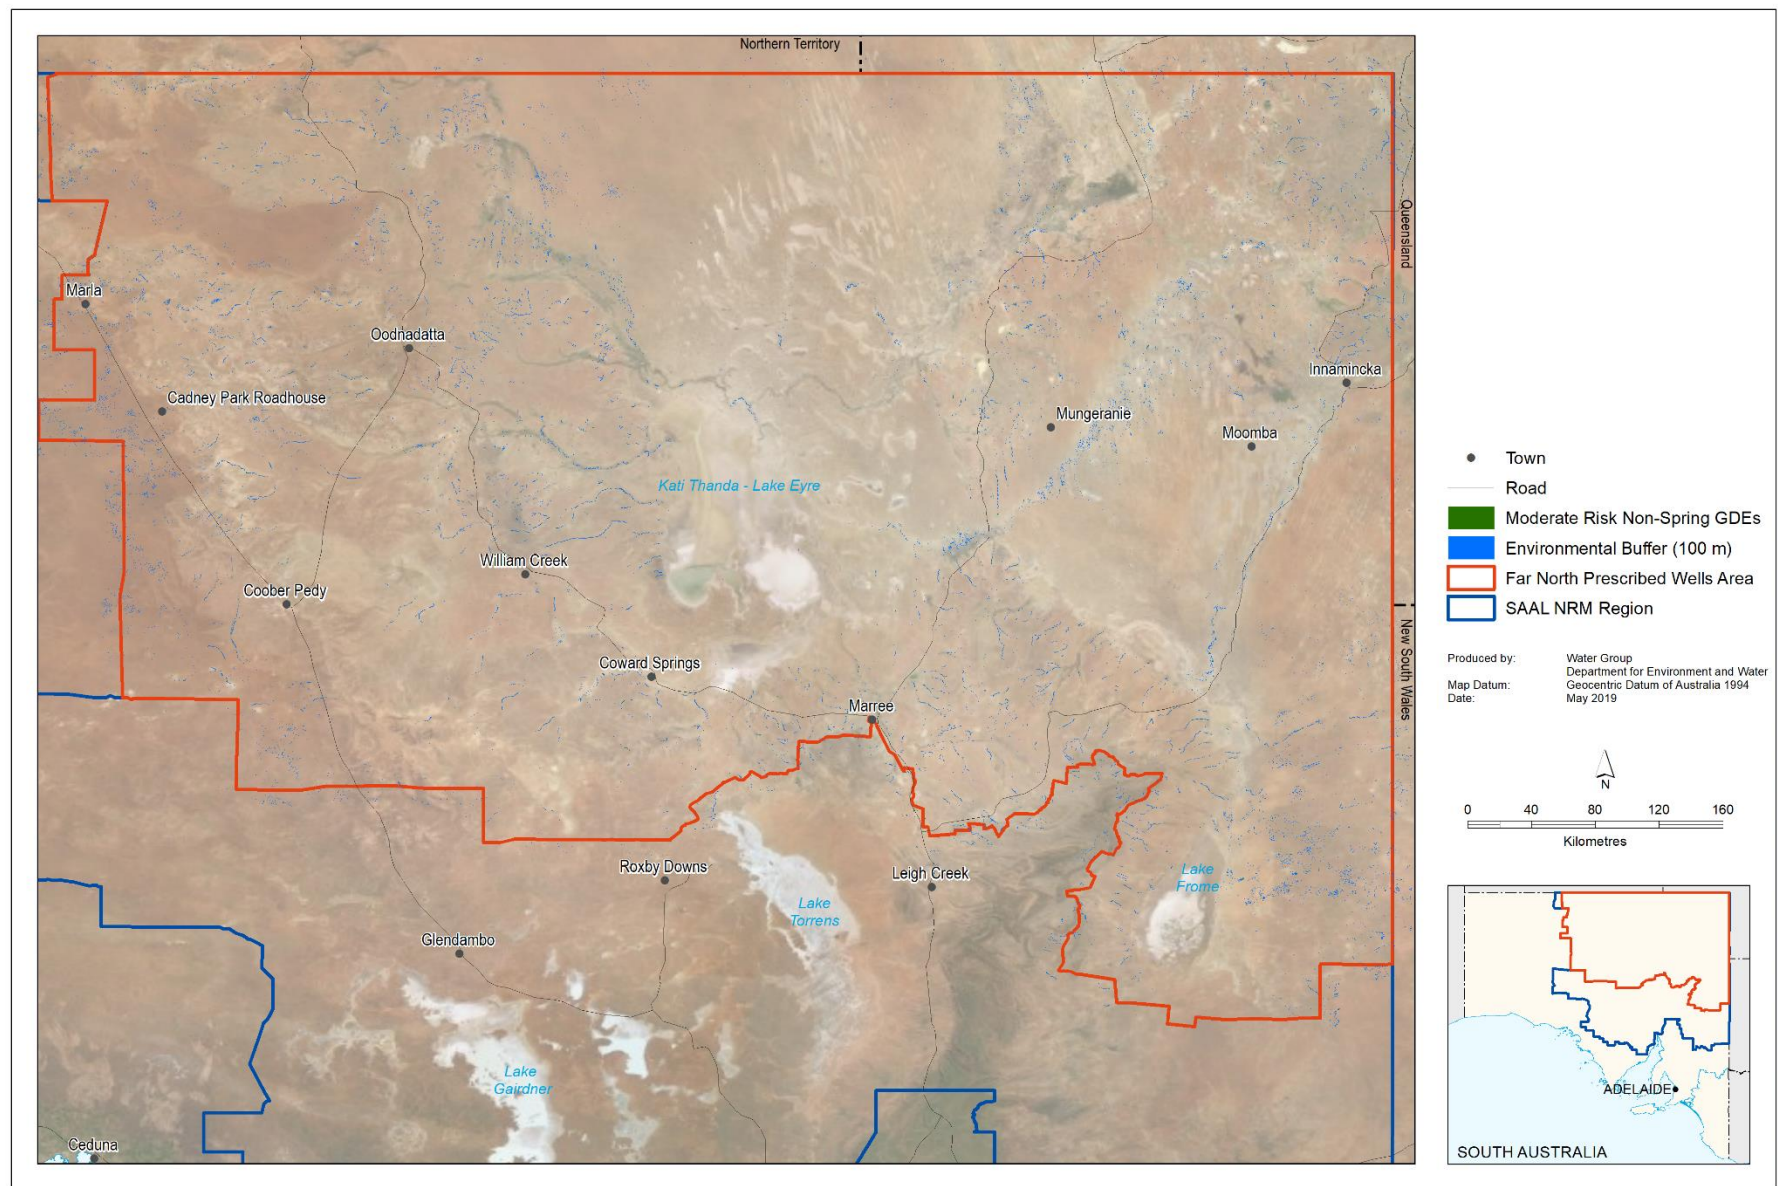 Northern Territory
Queensland
Marla
Oodnadatta
Innamincka
Cadney Park Roadhouse
Mungeranie
Moomba
Kati Thanda - Lake Eyre
William Creek
Coober Pedy
New South Wales
Coward Springs
Marree
Roxby Downs
Leigh Creek
Lake
Frome
Lake
Torrens
Glendambo
Lake
Gairdner
Ceduna
Town
Road
Moderate Risk Non-Spring GDEs
Environmental Buffer (100 m)
Far North Prescribed Wells Area
SAAL NRM Region
Produced by: Water Group
Department for Environment and Water
Map Datum: Geocentric Datum of Australia 1994
Date: May 2019
N
0 40 80 120 160
Kilometres
ADELAIDE
SOUTH AUSTRALIA